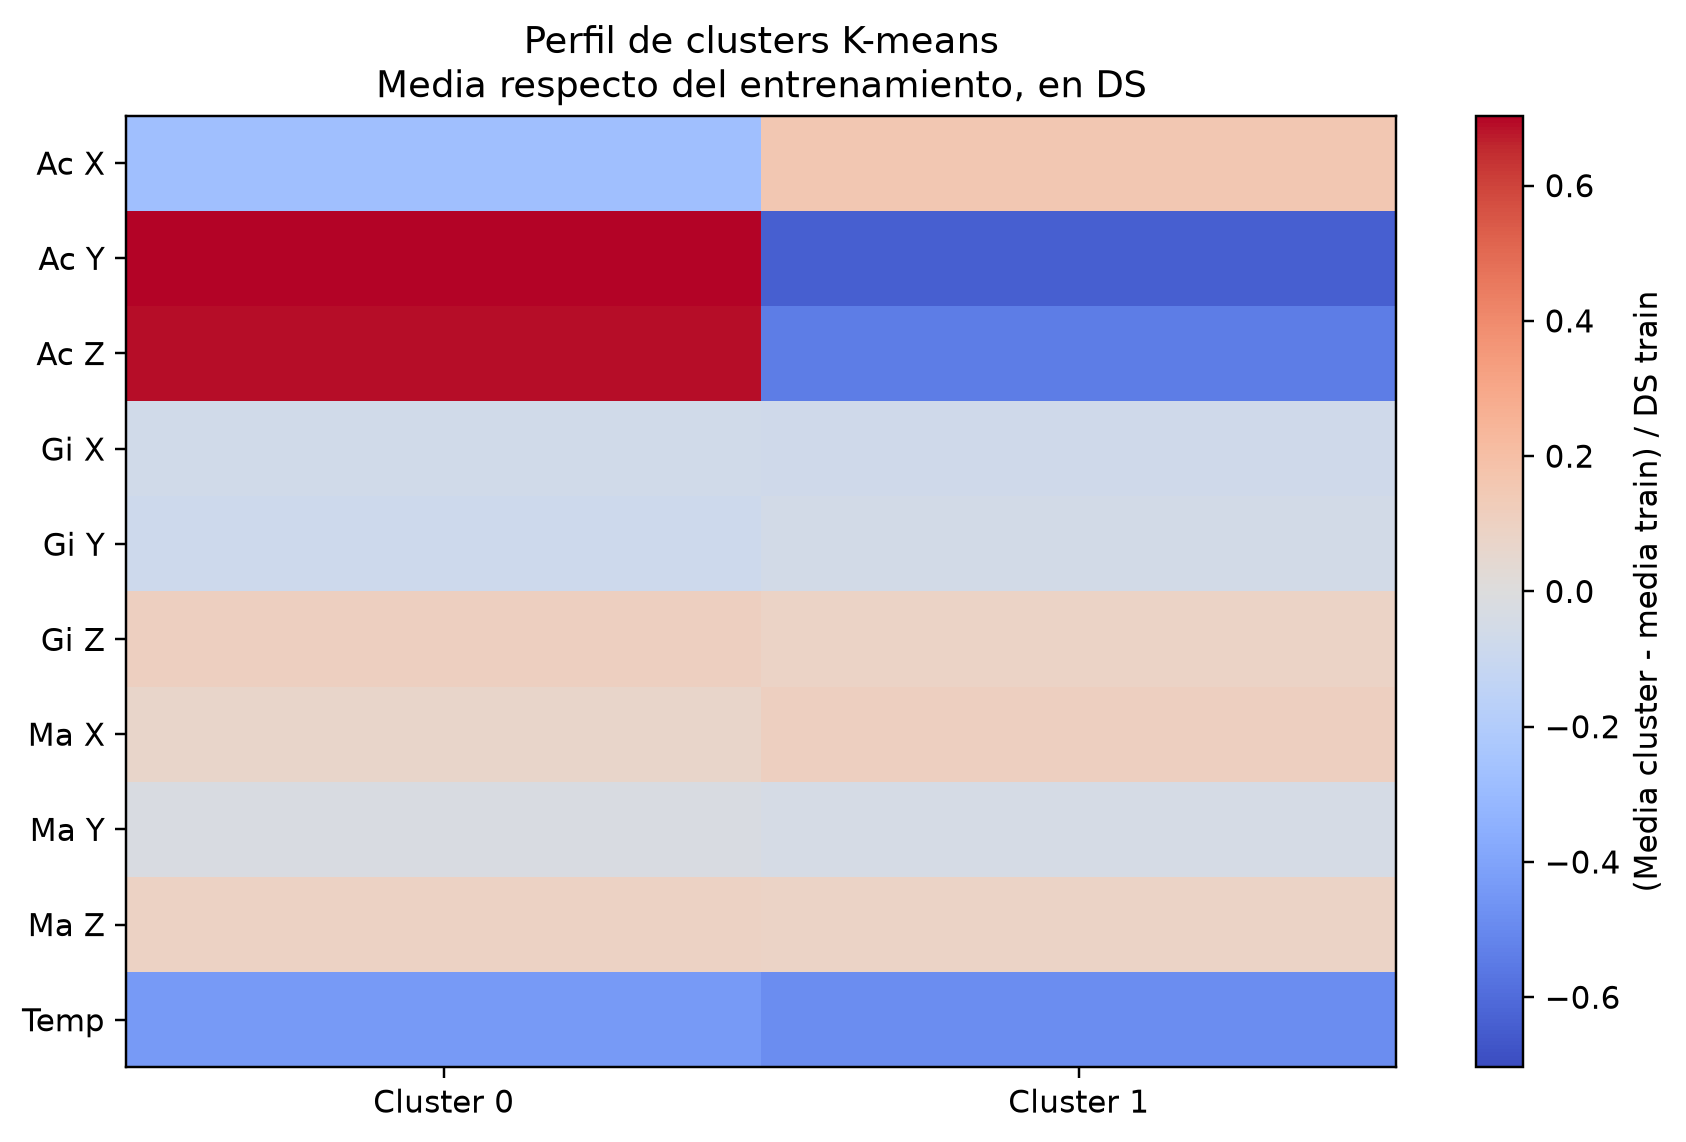 Perfil de clusters K-means
Media respecto del entrenamiento, en DS
Ac X
Ac Y
Ac Z
Gi X
Gi Y
Gi Z
Ma X
Ma Y
Ma Z
Temp
Cluster 0
Cluster 1
0.6
0.4
0.2
0.0
−0.2
−0.4
−0.6
(Media cluster - media train) / DS train